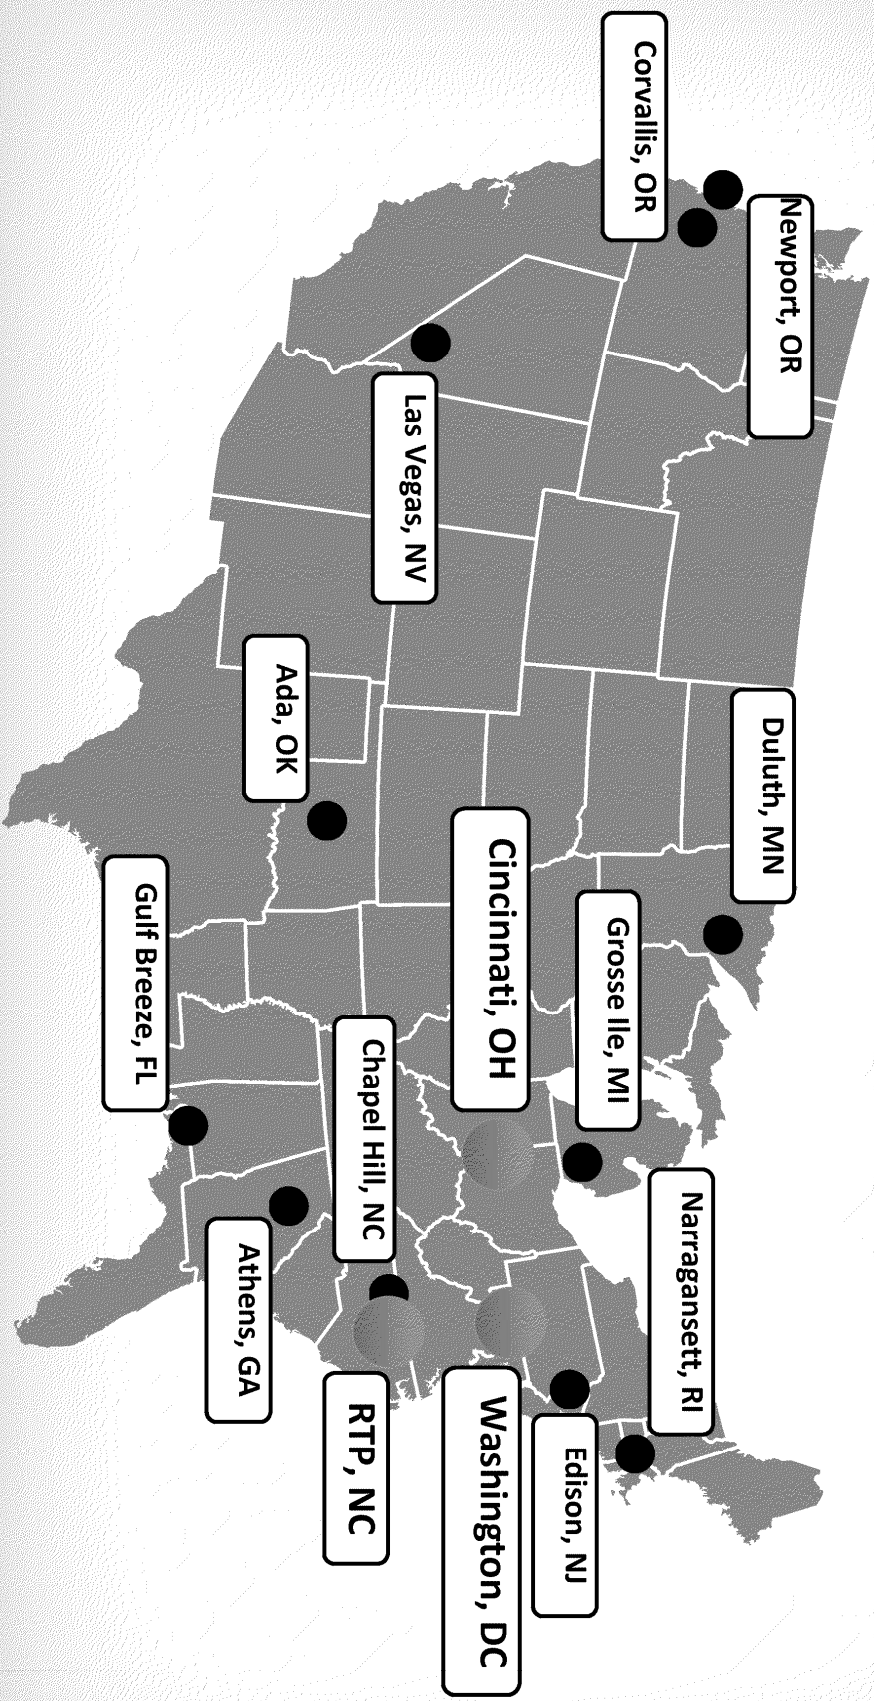 Newport, OR
Corvallis, OR
Duluth, MN
Narragansett, RI
Grosse Ile, MI
Edison, NJ
Cincinnati, OH
Washington, DC
Las Vegas, NV
Chapel Hill, NC
RTP, NC
Ada, OK
Athens, GA
Gulf Breeze, FL